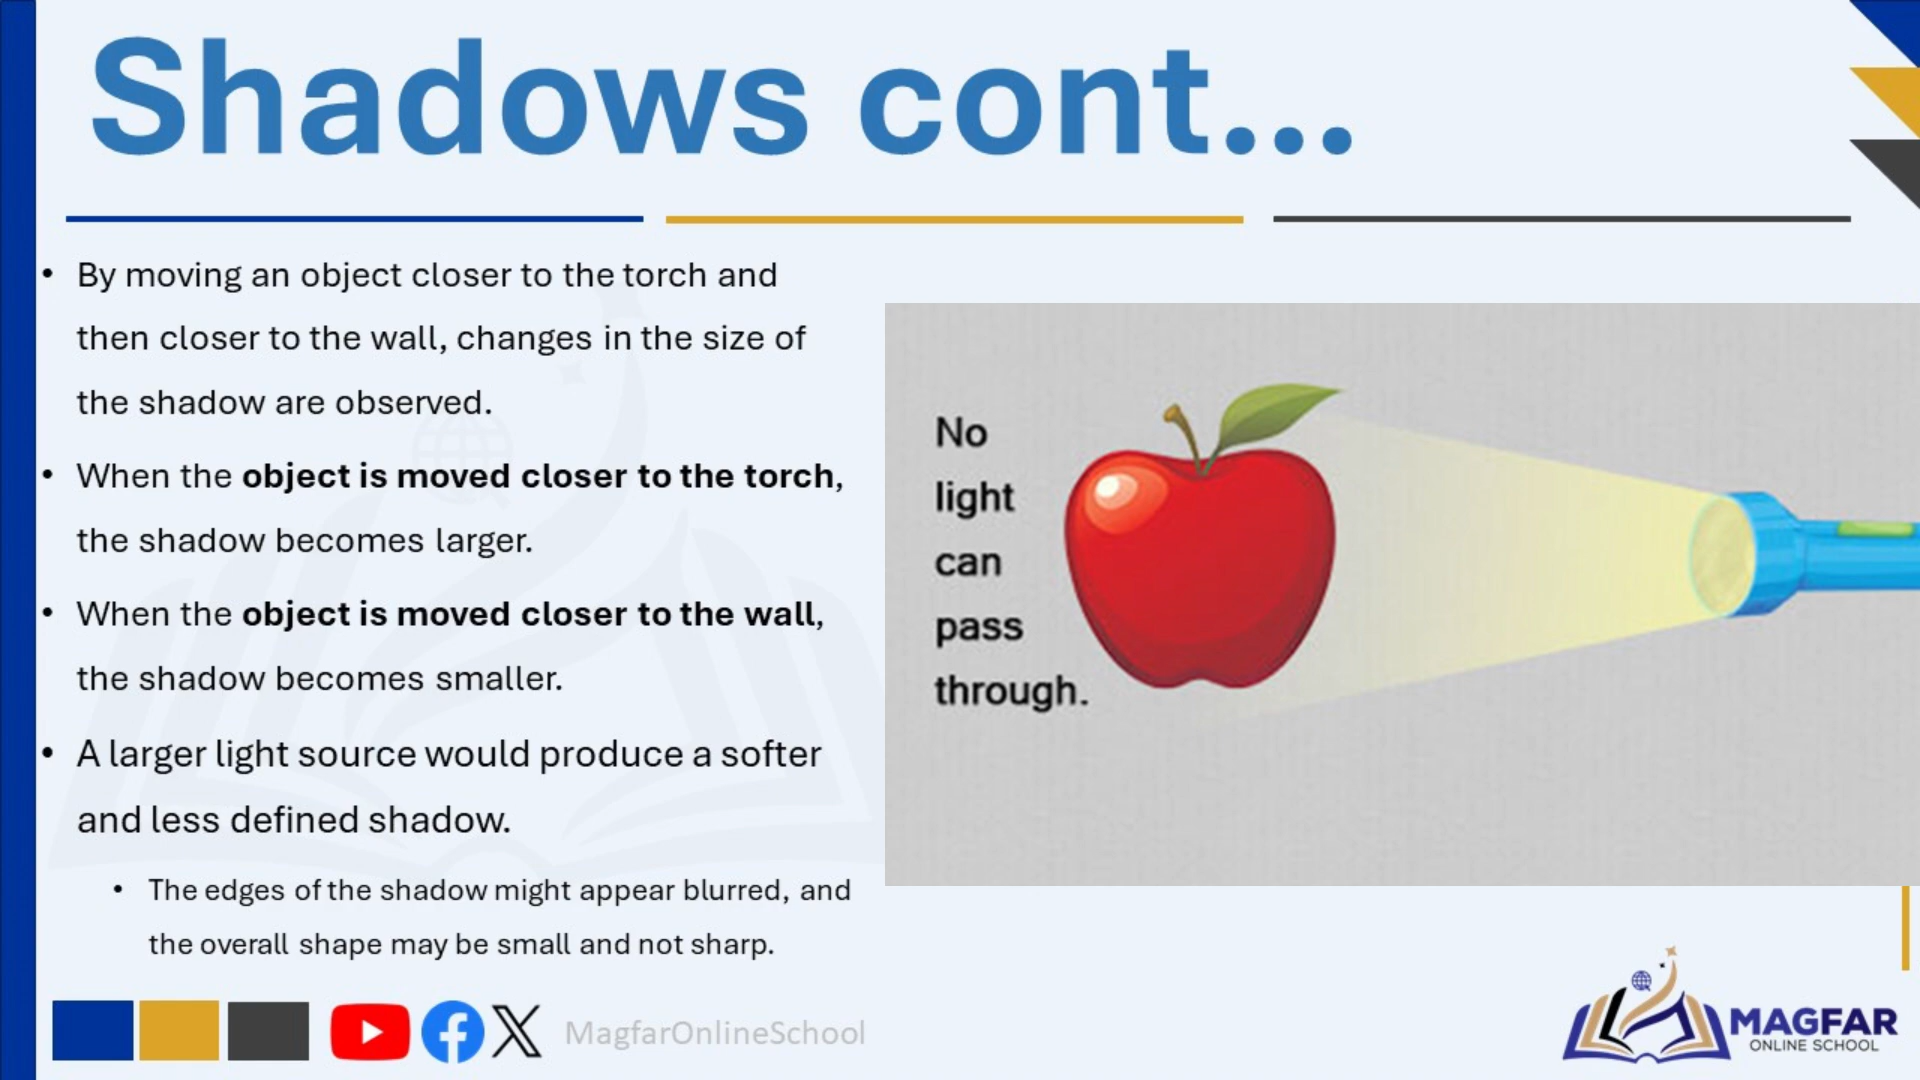 Shadows cont...
• By moving an object closer to the torch and
then closer to the wall, changes in the size of
the shadow are observed.
• When the object is moved closer to the torch,
the shadow becomes larger.
• When the object is moved closer to the wall,
the shadow becomes smaller.
• A larger light source would produce a softer
and less defined shadow.
• The edges of the shadow might appear blurred, and
the overall shape may be small and not sharp.
No
light
can
pass
through.
MagfarOnlineSchool
MAGFAR
ONLINE SCHOOL